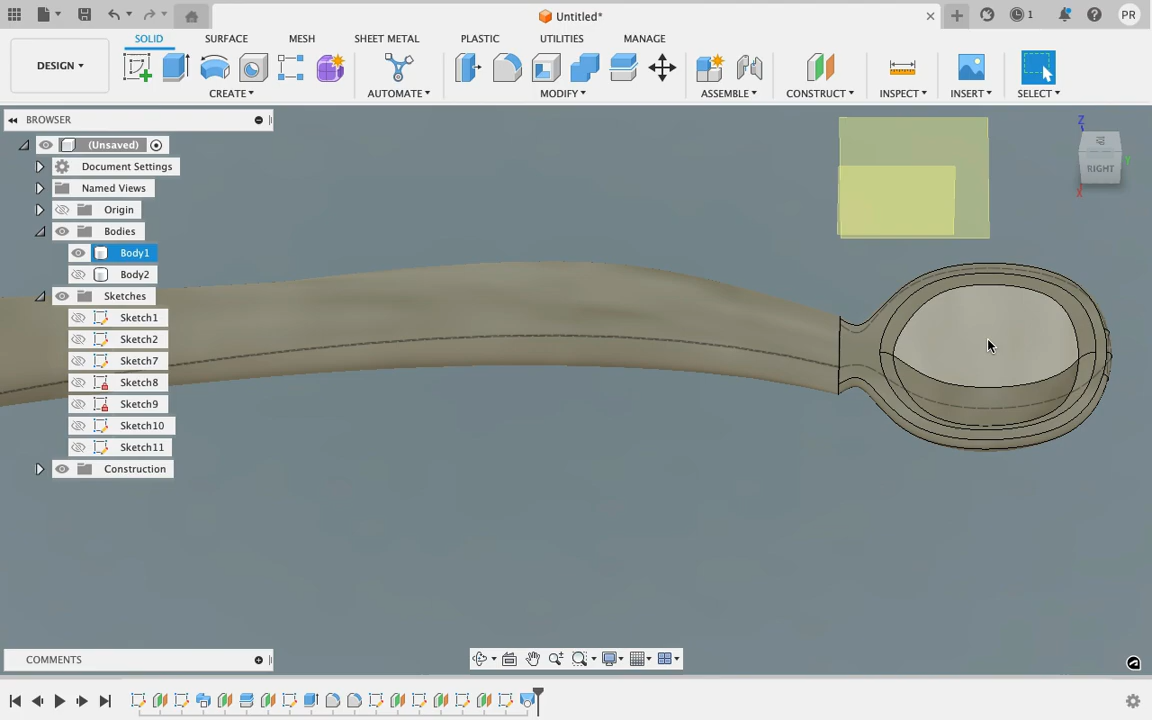 Untitled*
1
PR
DESIGN
SOLID
SURFACE
MESH
SHEET METAL
PLASTIC
UTILITIES
MANAGE
CREATE
AUTOMATE
MODIFY
ASSEMBLE
CONSTRUCT
INSPECT
INSERT
SELECT
BROWSER
(Unsaved)
Document Settings
Named Views
Origin
Bodies
Body1
Body2
Sketches
Sketch1
Sketch2
Sketch7
Sketch8
Sketch9
Sketch10
Sketch11
Construction
Z
RIGHT
Y
X
COMMENTS